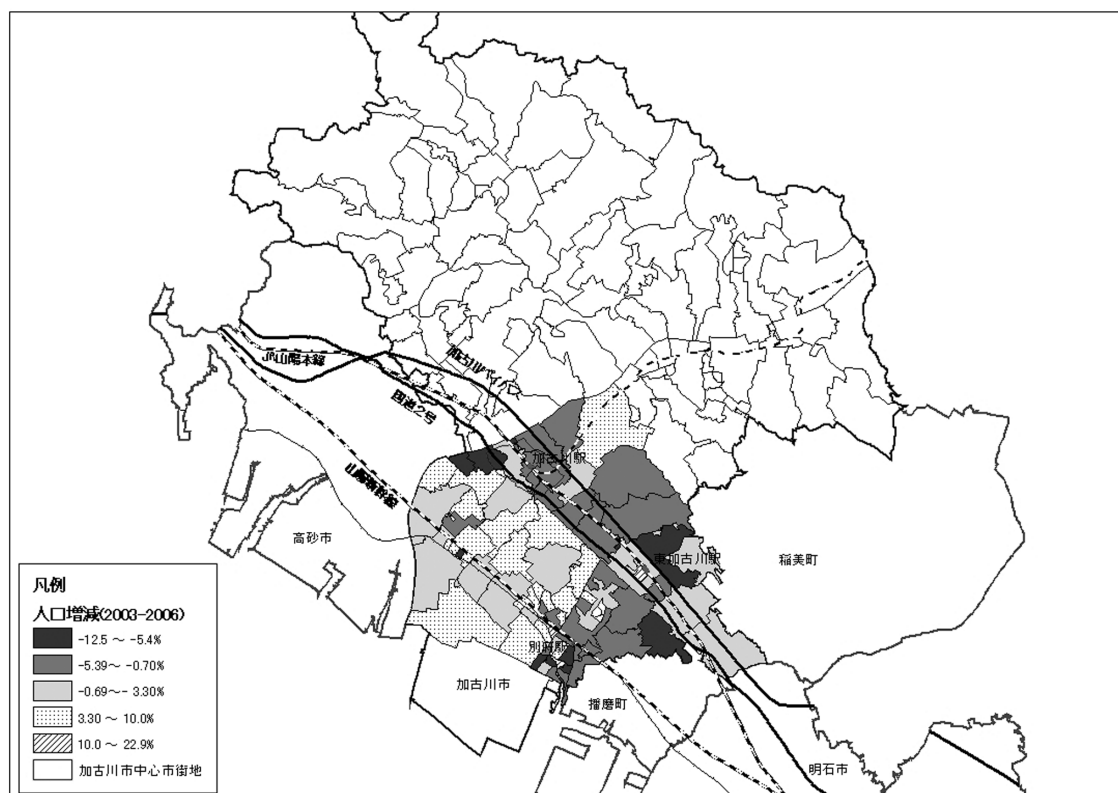 加古川バイパス
JR山陽本線
国道2号
加古川駅
山陽新幹線
高砂市
東加古川駅
稲美町
別府駅
加古川市
播磨町
明石市
凡例
人口増減(2003-2006)
-12.5 ～ -5.4%
-5.39～ -0.70%
-0.69～- 3.30%
3.30 ～ 10.0%
10.0 ～ 22.9%
加古川市中心市街地